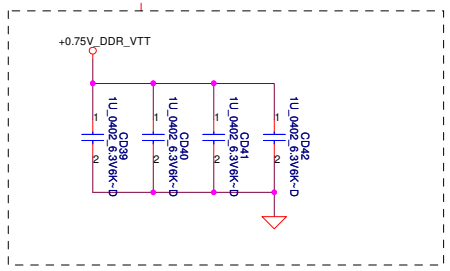 +0.75V_DDR_VTT
1
1U_0402_6.3V6K~D
CD39
2
1
1U_0402_6.3V6K~D
CD40
2
1
1U_0402_6.3V6K~D
CD41
2
1
1U_0402_6.3V6K~D
CD42
2